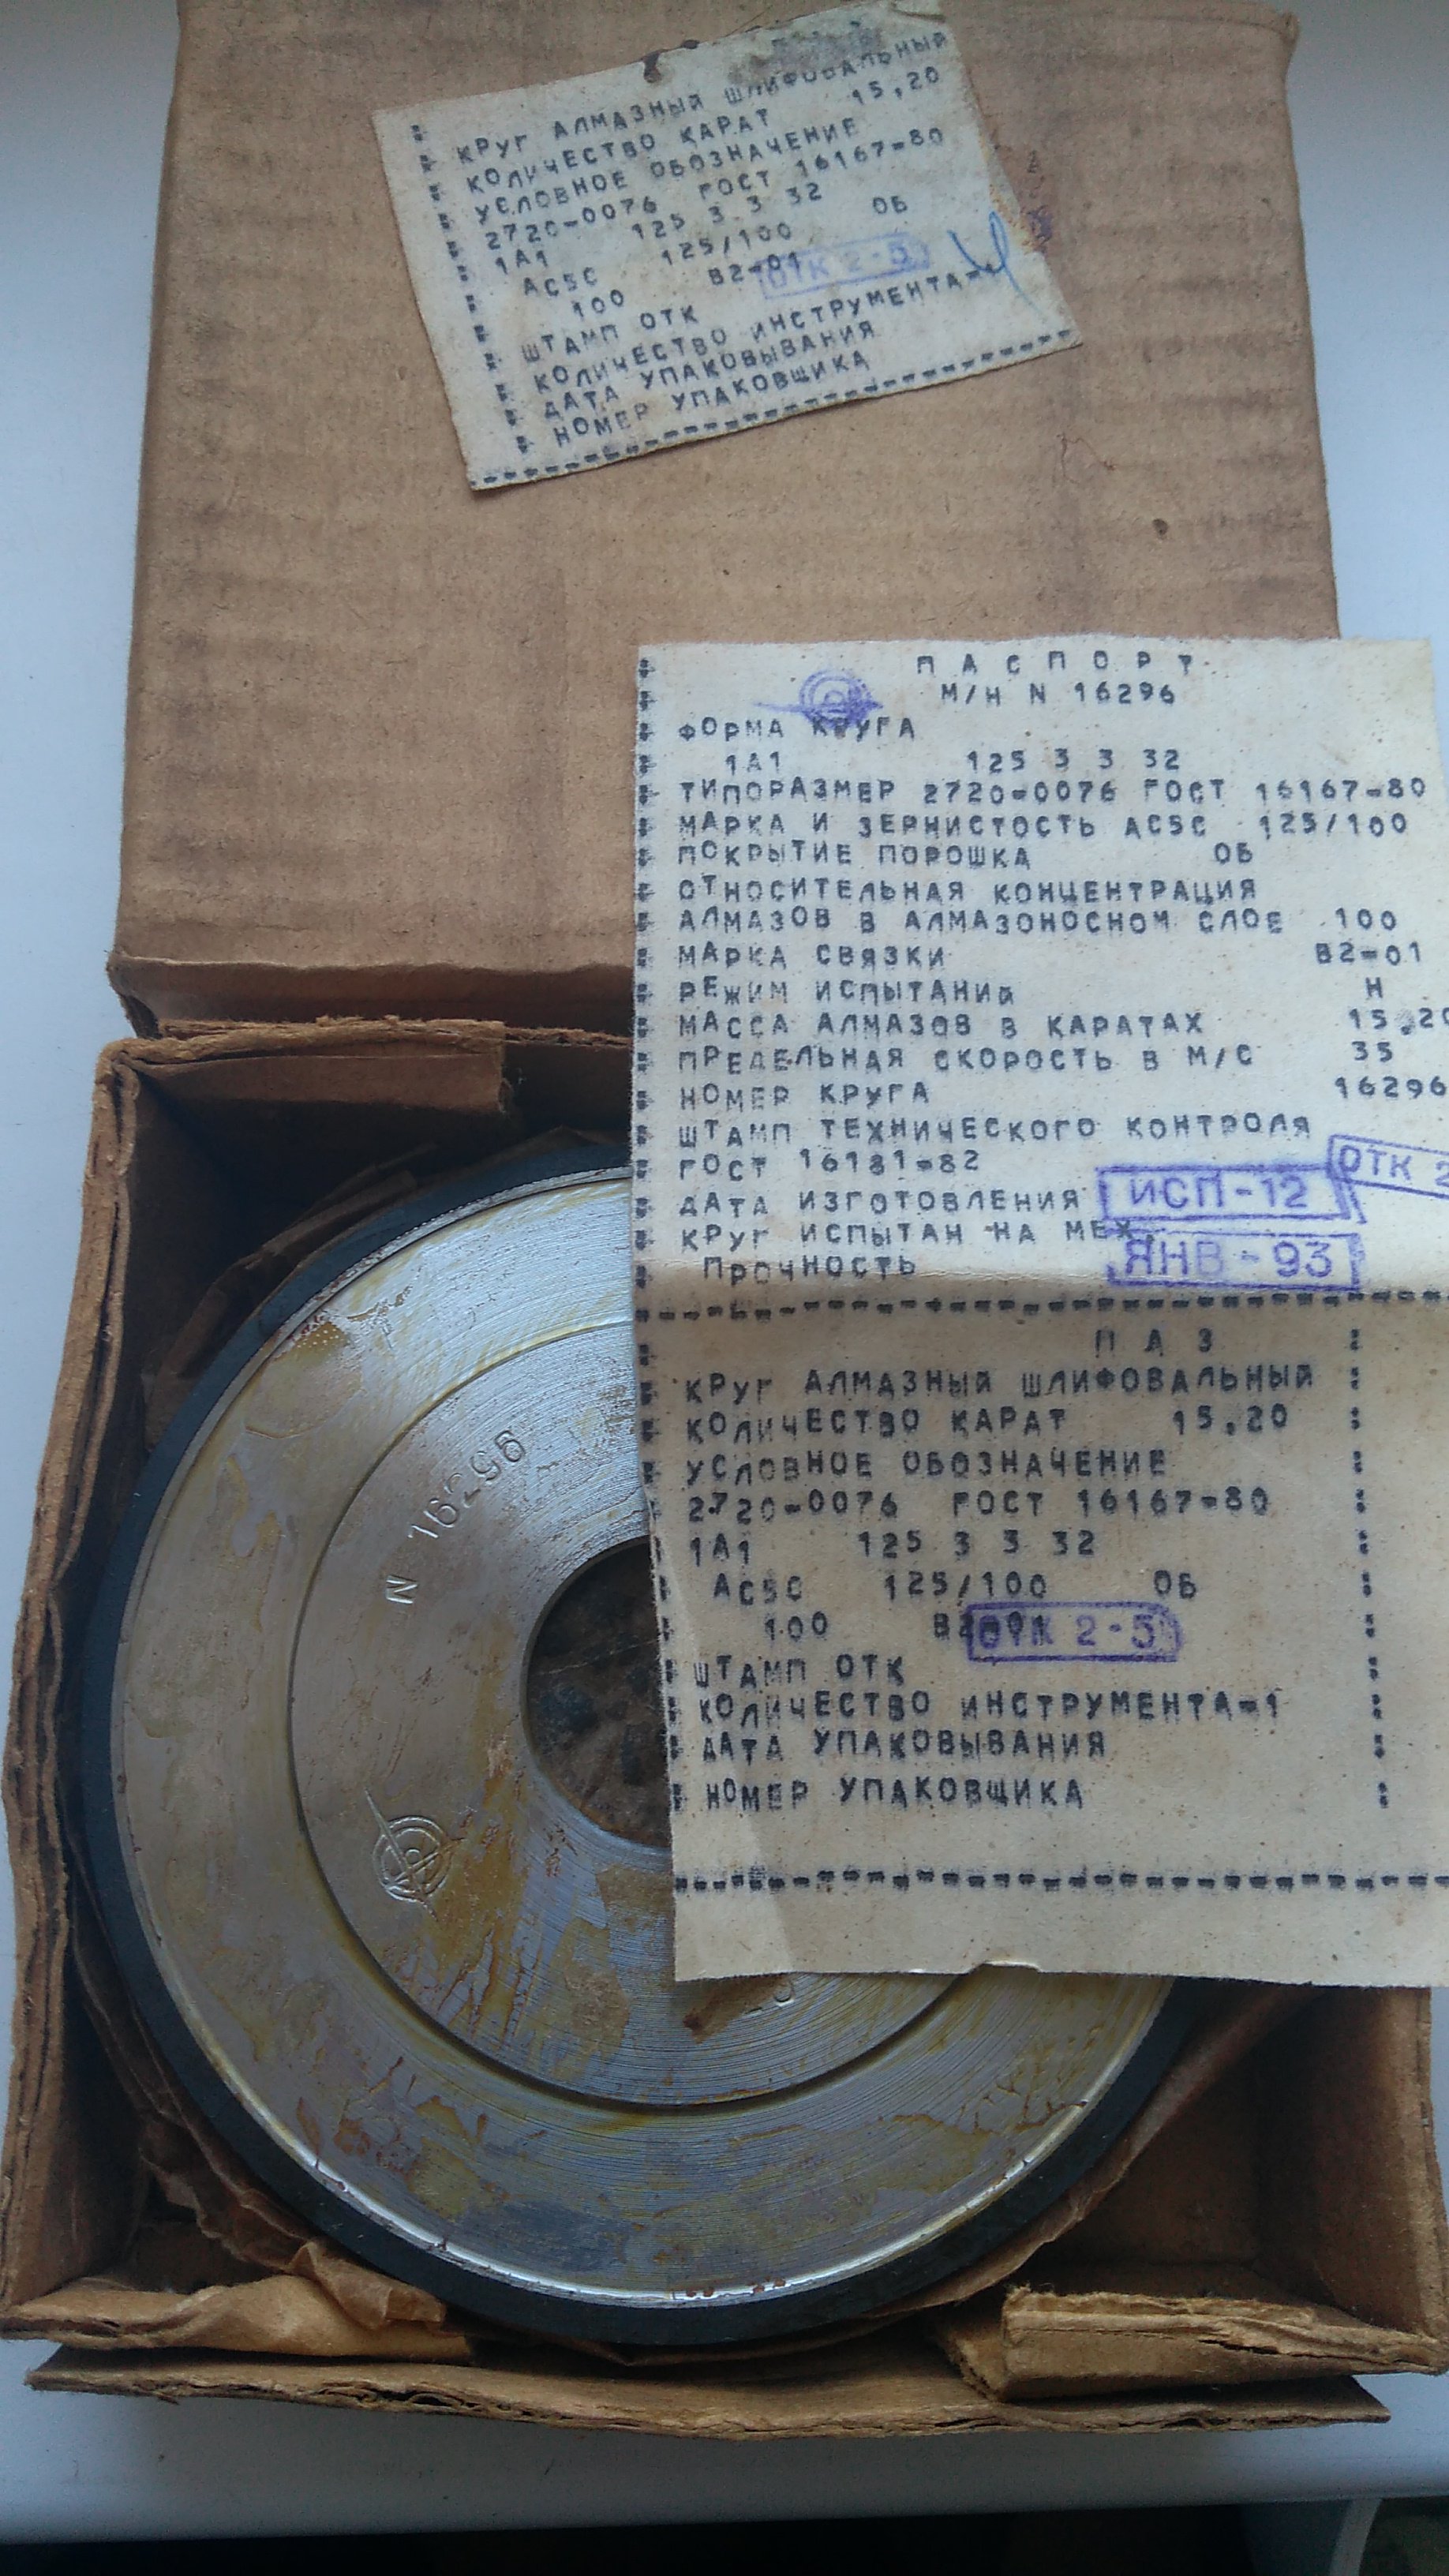 КРУГ АЛМАЗНЫЙ ШЛИФОВАЛЬНЫЙ
КОЛИЧЕСТВО КАРАТ 15,20
УСЛОВНОЕ ОБОЗНАЧЕНИЕ
2720-0076 ГОСТ 16167-80
1А1 125 3 3 32
АС5С 125/100 ОБ
100 В2-01
ОТК 2-5
ШТАМП ОТК
КОЛИЧЕСТВО ИНСТРУМЕНТА-1
ДАТА УПАКОВЫВАНИЯ
НОМЕР УПАКОВЩИКА
ПАСПОРТ
М/Н N 16296
ФОРМА КРУГА
1А1 125 3 3 32
ТИПОРАЗМЕР 2720-0076 ГОСТ 16167-80
МАРКА И ЗЕРНИСТОСТЬ АС5С 125/100
ПОКРЫТИЕ ПОРОШКА ОБ
ОТНОСИТЕЛЬНАЯ КОНЦЕНТРАЦИЯ
АЛМАЗОВ В АЛМАЗОНОСНОМ СЛОЕ 100
МАРКА СВЯЗКИ В2-01
РЕЖИМ ИСПЫТАНИЯ Н
МАССА АЛМАЗОВ В КАРАТАХ 15,20
ПРЕДЕЛЬНАЯ СКОРОСТЬ В М/С 35
НОМЕР КРУГА 16296
ШТАМП ТЕХНИЧЕСКОГО КОНТРОЛЯ
ГОСТ 16181-82 ОТК 2
ДАТА ИЗГОТОВЛЕНИЯ ИСП-12
КРУГ ИСПЫТАН НА МЕХ.
ПРОЧНОСТЬ ЯНВ-93
ПАЗ
КРУГ АЛМАЗНЫЙ ШЛИФОВАЛЬНЫЙ
КОЛИЧЕСТВО КАРАТ 15,20
УСЛОВНОЕ ОБОЗНАЧЕНИЕ
2720-0076 ГОСТ 16167-80
1А1 125 3 3 32
АС5С 125/100 ОБ
100 В2-01
ОТК 2-5
ШТАМП ОТК
КОЛИЧЕСТВО ИНСТРУМЕНТА-1
ДАТА УПАКОВЫВАНИЯ
НОМЕР УПАКОВЩИКА
N 16296